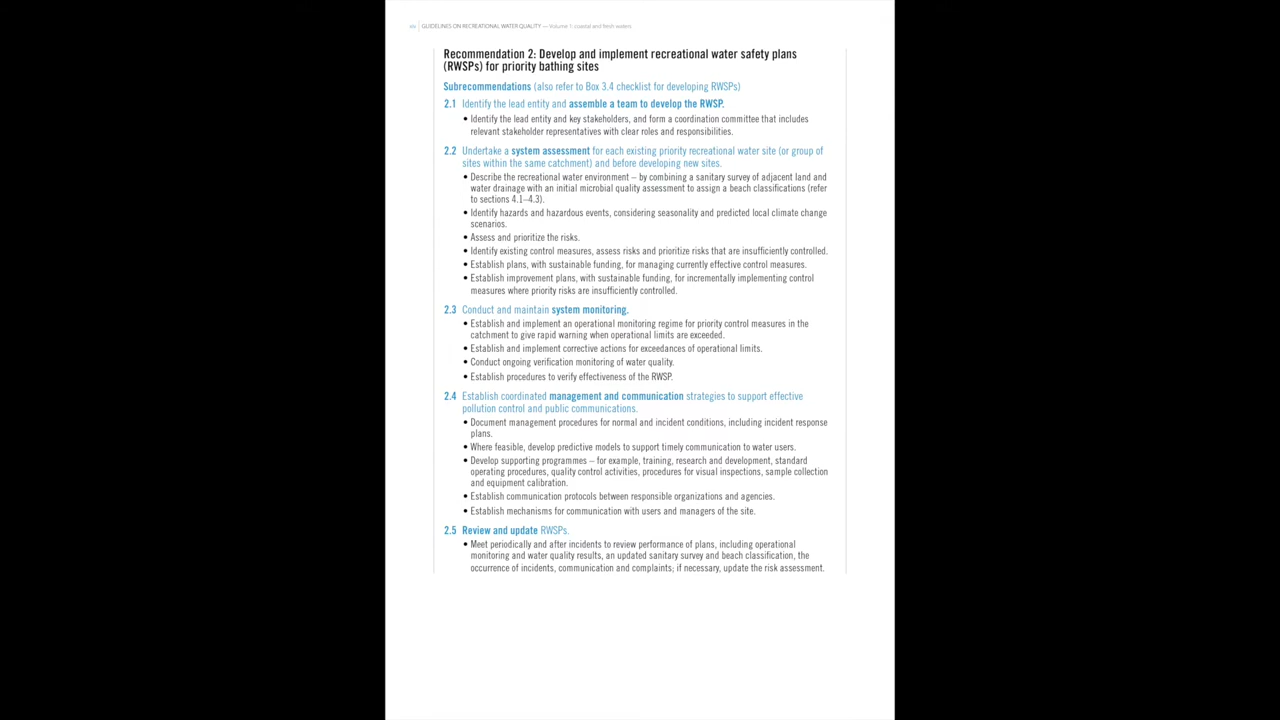 GUIDELINES ON RECREATIONAL WATER QUALITY — Volume 1: coastal and fresh waters
Recommendation 2: Develop and implement recreational water safety plans
(RWSPs) for priority bathing sites
Subrecommendations (also refer to Box 3.4 checklist for developing RWSPs)
2.1 Identify the lead entity and assemble a team to develop the RWSP.
• Identify the lead entity and key stakeholders, and form a coordination committee that includes
relevant stakeholder representatives with clear roles and responsibilities.
2.2 Undertake a system assessment for each existing priority recreational water site (or group of
sites within the same catchment) and before developing new sites.
• Describe the recreational water environment – by combining a sanitary survey of adjacent land and
water drainage with an initial microbial quality assessment to assign a beach classifications (refer
to sections 4.1–4.3).
• Identify hazards and hazardous events, considering seasonality and predicted local climate change
scenarios.
• Assess and prioritize the risks.
• Identify existing control measures, assess risks and prioritize risks that are insufficiently controlled.
• Establish plans, with sustainable funding, for managing currently effective control measures.
• Establish improvement plans, with sustainable funding, for incrementally implementing control
measures where priority risks are insufficiently controlled.
2.3 Conduct and maintain system monitoring.
• Establish and implement an operational monitoring regime for priority control measures in the
catchment to give rapid warning when operational limits are exceeded.
• Establish and implement corrective actions for exceedances of operational limits.
• Conduct ongoing verification monitoring of water quality.
• Establish procedures to verify effectiveness of the RWSP.
2.4 Establish coordinated management and communication strategies to support effective
pollution control and public communications.
• Document management procedures for normal and incident conditions, including incident response
plans.
• Where feasible, develop predictive models to support timely communication to water users.
• Develop supporting programmes – for example, training, research and development, standard
operating procedures, quality control activities, procedures for visual inspections, sample collection
and equipment calibration.
• Establish communication protocols between responsible organizations and agencies.
• Establish mechanisms for communication with users and managers of the site.
2.5 Review and update RWSPs.
• Meet periodically and after incidents to review performance of plans, including operational
monitoring and water quality results, an updated sanitary survey and beach classification, the
occurrence of incidents, communication and complaints; if necessary, update the risk assessment.